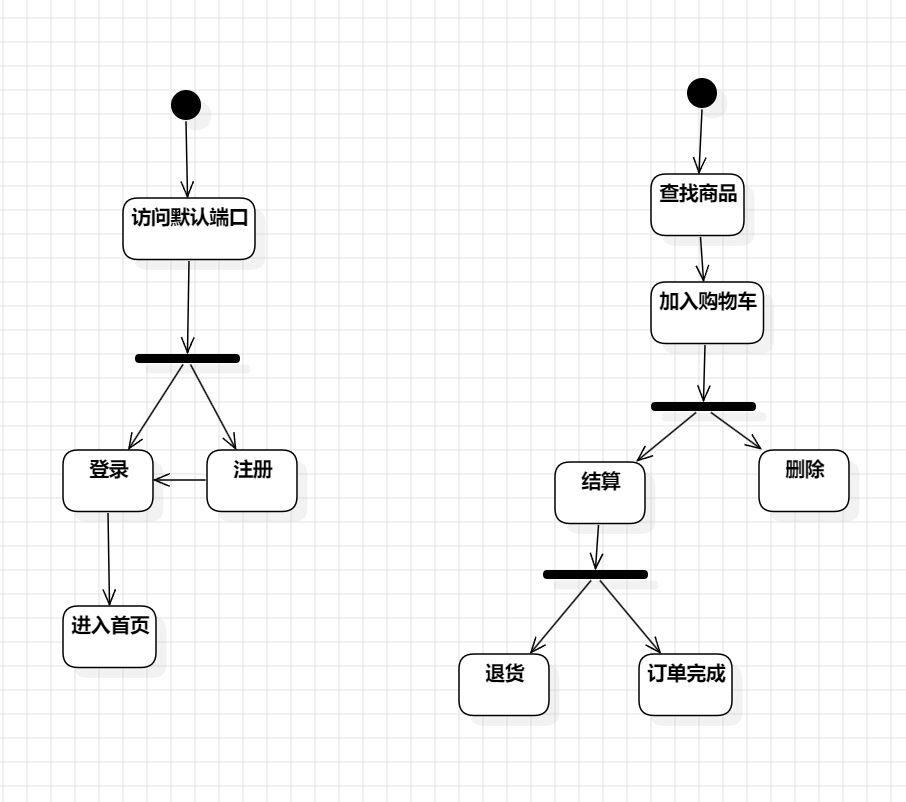 访问默认端口
登录
注册
进入首页
查找商品
加入购物车
结算
删除
退货
订单完成